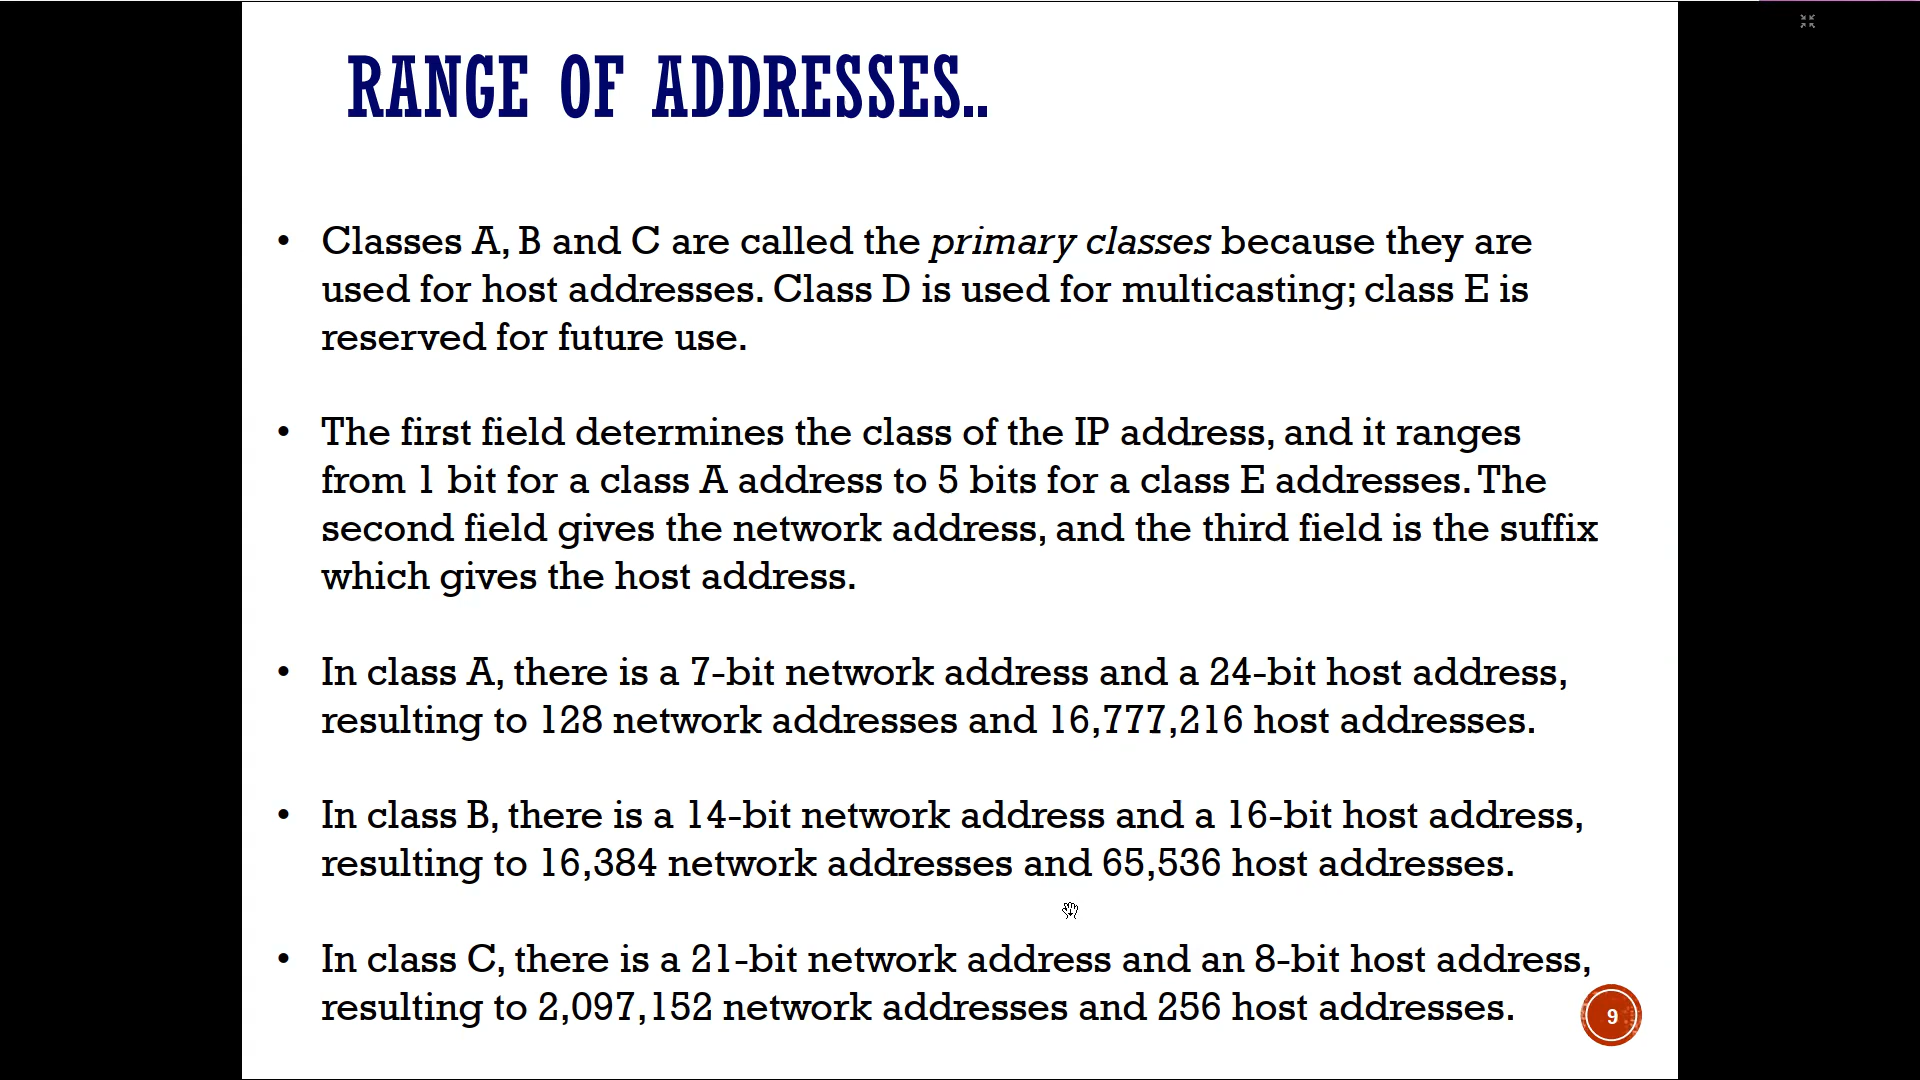 RANGE OF ADDRESSES..
• Classes A, B and C are called the primary classes because they are
used for host addresses. Class D is used for multicasting; class E is
reserved for future use.
• The first field determines the class of the IP address, and it ranges
from 1 bit for a class A address to 5 bits for a class E addresses. The
second field gives the network address, and the third field is the suffix
which gives the host address.
• In class A, there is a 7-bit network address and a 24-bit host address,
resulting to 128 network addresses and 16,777,216 host addresses.
• In class B, there is a 14-bit network address and a 16-bit host address,
resulting to 16,384 network addresses and 65,536 host addresses.
• In class C, there is a 21-bit network address and an 8-bit host address,
resulting to 2,097,152 network addresses and 256 host addresses.
9